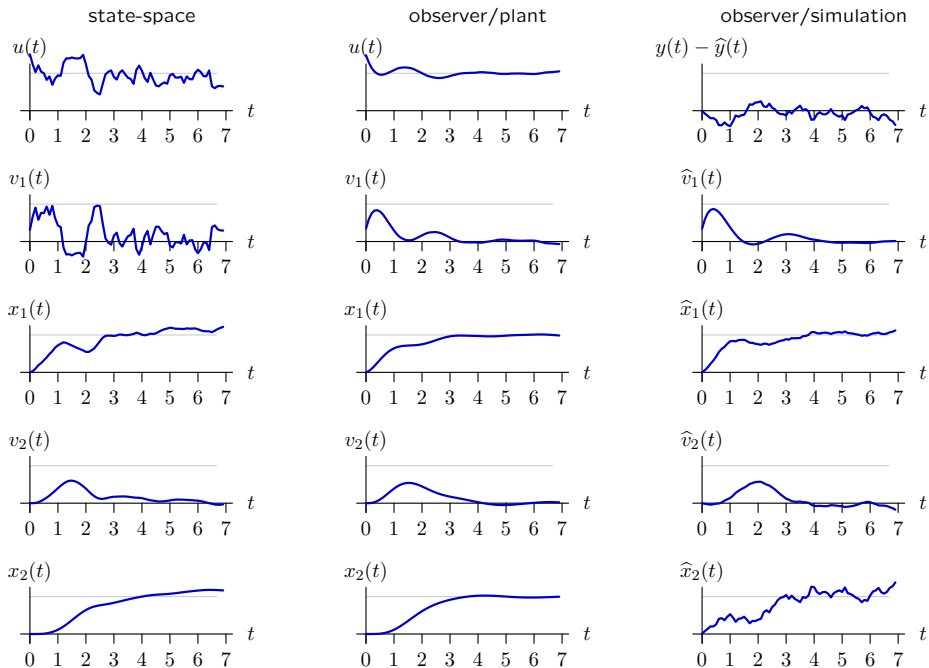 state-space observer/plant observer/simulation
u(t) u(t) y(t) − ŷ(t)
t t t
0 1 2 3 4 5 6 7 0 1 2 3 4 5 6 7 0 1 2 3 4 5 6 7
v₁(t) v₁(t) v̂₁(t)
t t t
0 1 2 3 4 5 6 7 0 1 2 3 4 5 6 7 0 1 2 3 4 5 6 7
x₁(t) x₁(t) x̂₁(t)
t t t
0 1 2 3 4 5 6 7 0 1 2 3 4 5 6 7 0 1 2 3 4 5 6 7
v₂(t) v₂(t) v̂₂(t)
t t t
0 1 2 3 4 5 6 7 0 1 2 3 4 5 6 7 0 1 2 3 4 5 6 7
x₂(t) x₂(t) x̂₂(t)
t t t
0 1 2 3 4 5 6 7 0 1 2 3 4 5 6 7 0 1 2 3 4 5 6 7